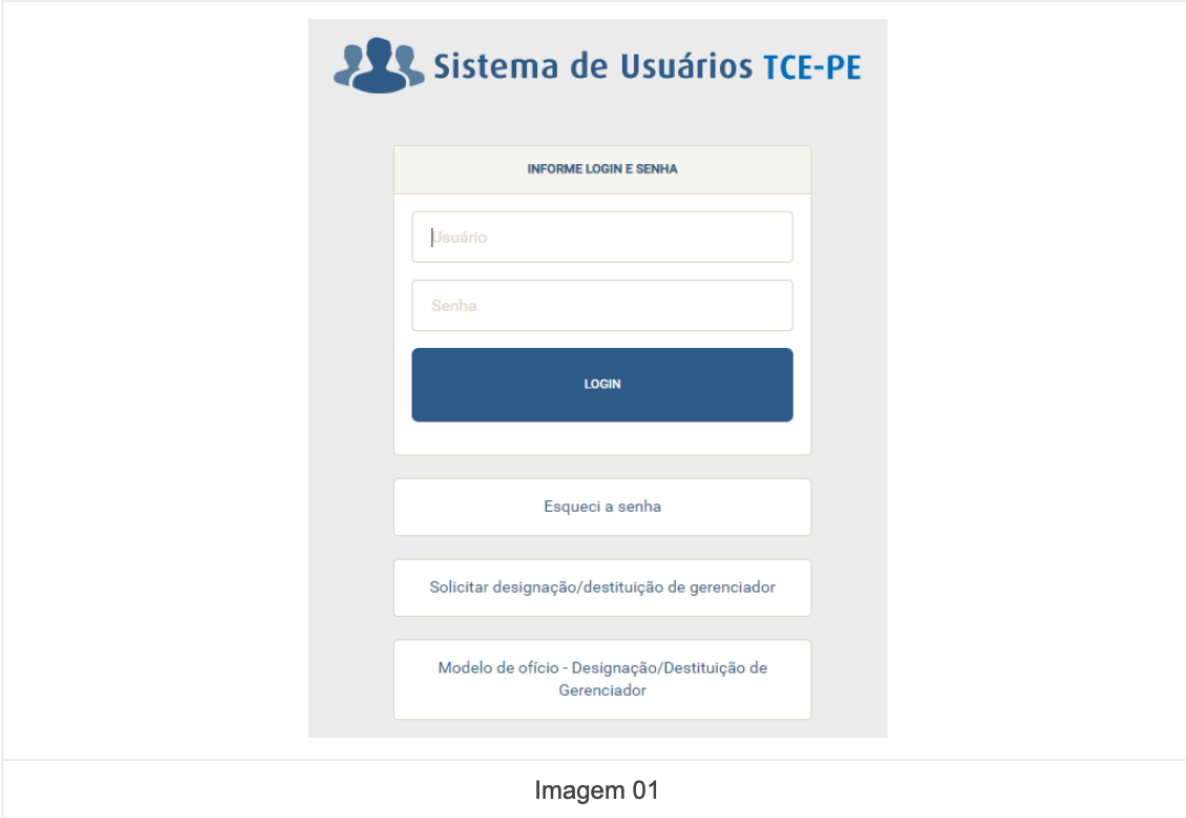 Sistema de Usuários TCE-PE
INFORME LOGIN E SENHA
Usuário
Senha
LOGIN
Esqueci a senha
Solicitar designação/destituição de gerenciador
Modelo de ofício - Designação/Destituição de
Gerenciador
Imagem 01